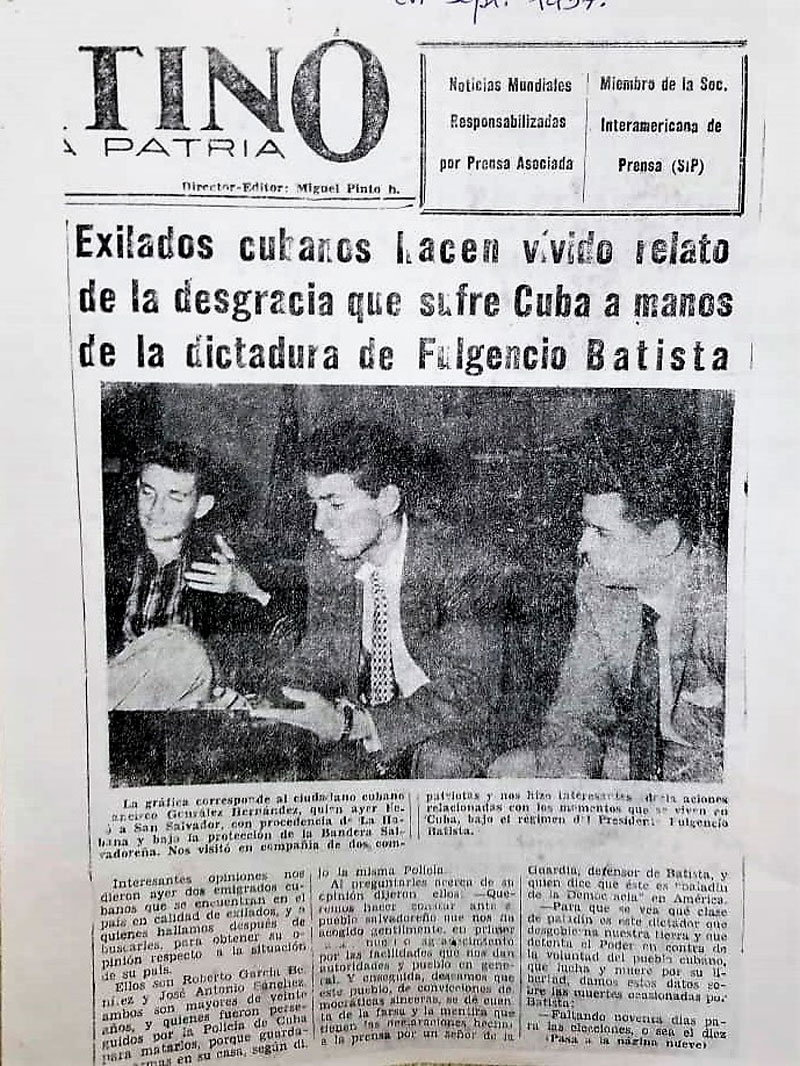 en sept. 1957.
TINO
A PATRIA
Director-Editor: Miguel Pinto h.
Noticias Mundiales
Responsabilizadas
por Prensa Asociada
Miembro de la Soc.
Interamericana de
Prensa (SIP)
Exilados cubanos hacen vívido relato
de la desgracia que sufre Cuba a manos
de la dictadura de Fulgencio Batista
La gráfica corresponde al ciudadano cubano
ancisco González Hernández, quien ayer lle-
ó a San Salvador, con procedencia de La Ha-
bana y bajo la protección de la Bandera Sal-
vadoreña. Nos visitó en compañía de dos com-
patriotas y nos hizo interesantes declaraciones
relacionadas con los momentos que se viven en
Cuba, bajo el régimen del Presidente Fulgencio
Batista.
Interesantes opiniones nos
dieron ayer dos emigrados cu-
banos que se encuentran en el
país en calidad de exilados, y a
quienes hallamos después de
buscarles, para obtener su o-
pinión respecto a la situación
de su país.
Ellos son Roberto García Be
nítez y José Antonio Sánchez,
ambos son mayores de veinte
años, y quienes fueron perse-
guidos por la Policía de Cuba
para matarlos, porque guarda-
armas en su casa, según di
jo la misma Policía.
Al preguntarles acerca de su
opinión dijeron ellos: —Que-
remos hacer constar ante el
pueblo salvadoreño que nos ha
acogido gentilmente, en primer
agradecimiento
por las facilidades que nos dan
autoridades y pueblo en gene-
ral. Y enseguida, deseamos que
este pueblo, de convicciones de
mocráticas sinceras, se dé cuen
ta de la farsa y la mentira que
tienen las declaraciones hechas
a la prensa por un señor de la
Guardia, defensor de Batista, y
quien dice que éste es "paladín
de la Democracia" en América.
—Para que se vea qué clase
de paladín es este dictador que
desgobierna nuestra tierra y que
detenta el Poder en contra de
la voluntad del pueblo cubano,
que lucha y muere por su li-
bertad, damos estos datos so-
bre las muertes ocasionadas por
Batista:
—Faltando noventa días pa-
ra las elecciones, o sea el diez
(Pasa a la página nueve)